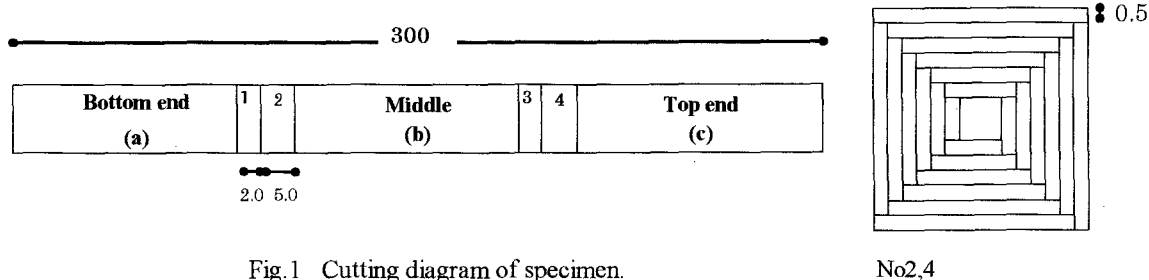 300
0.5
1 2 3 4
Bottom end Middle Top end
(a) (b) (c)
2.0 5.0
Fig.1 Cutting diagram of specimen. No2,4